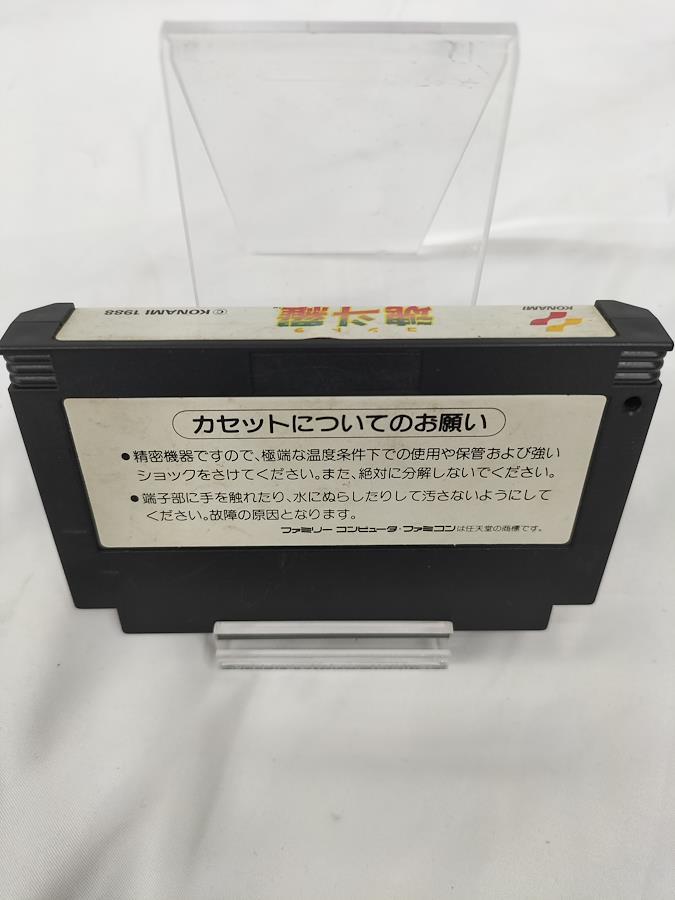 © KONAMI 1988
コントラ
魂斗羅
KONAMI
カセットについてのお願い
●精密機器ですので、極端な温度条件下での使用や保管および強い
ショックをさけてください。また、絶対に分解しないでください。
●端子部に手を触れたり、水にぬらしたりして汚さないようにして
ください。故障の原因となります。
ファミリー コンピュータ・ファミコンは任天堂の商標です。